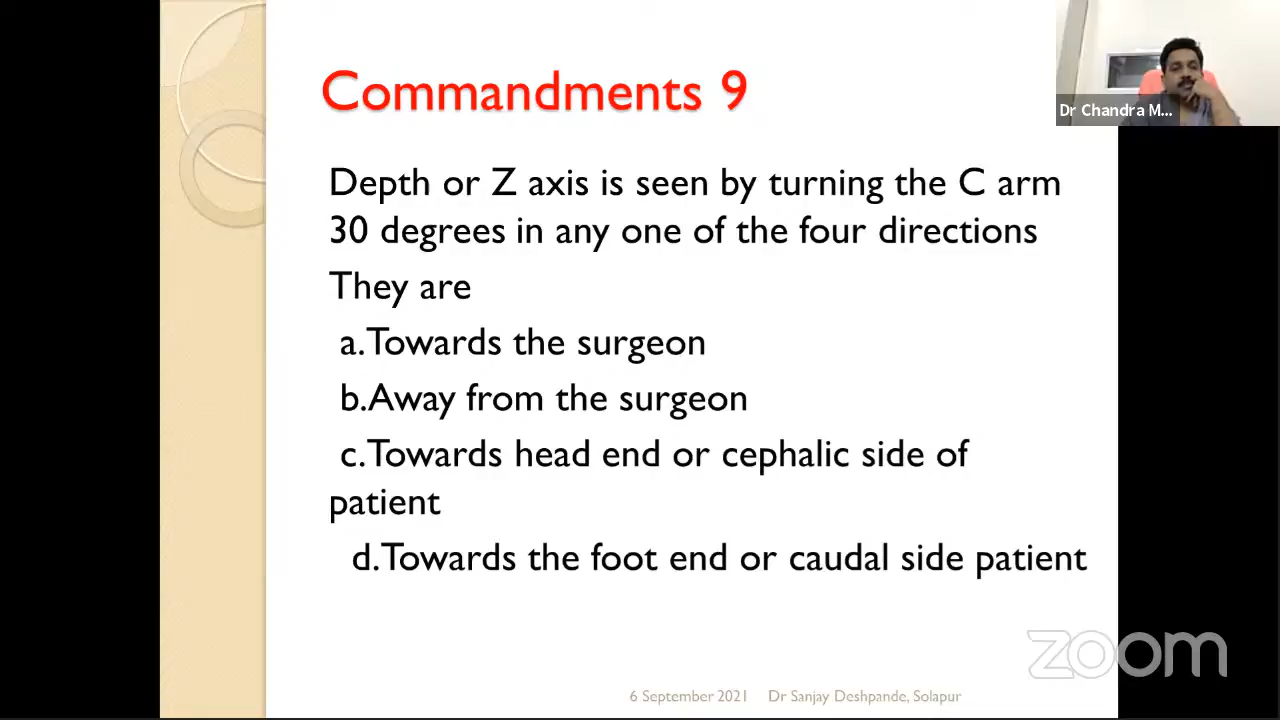 Commandments 9
Dr Chandra M...
Depth or Z axis is seen by turning the C arm
30 degrees in any one of the four directions
They are
a.Towards the surgeon
b.Away from the surgeon
c.Towards head end or cephalic side of
patient
d.Towards the foot end or caudal side patient
zoom
6 September 2021 Dr Sanjay Deshpande, Solapur